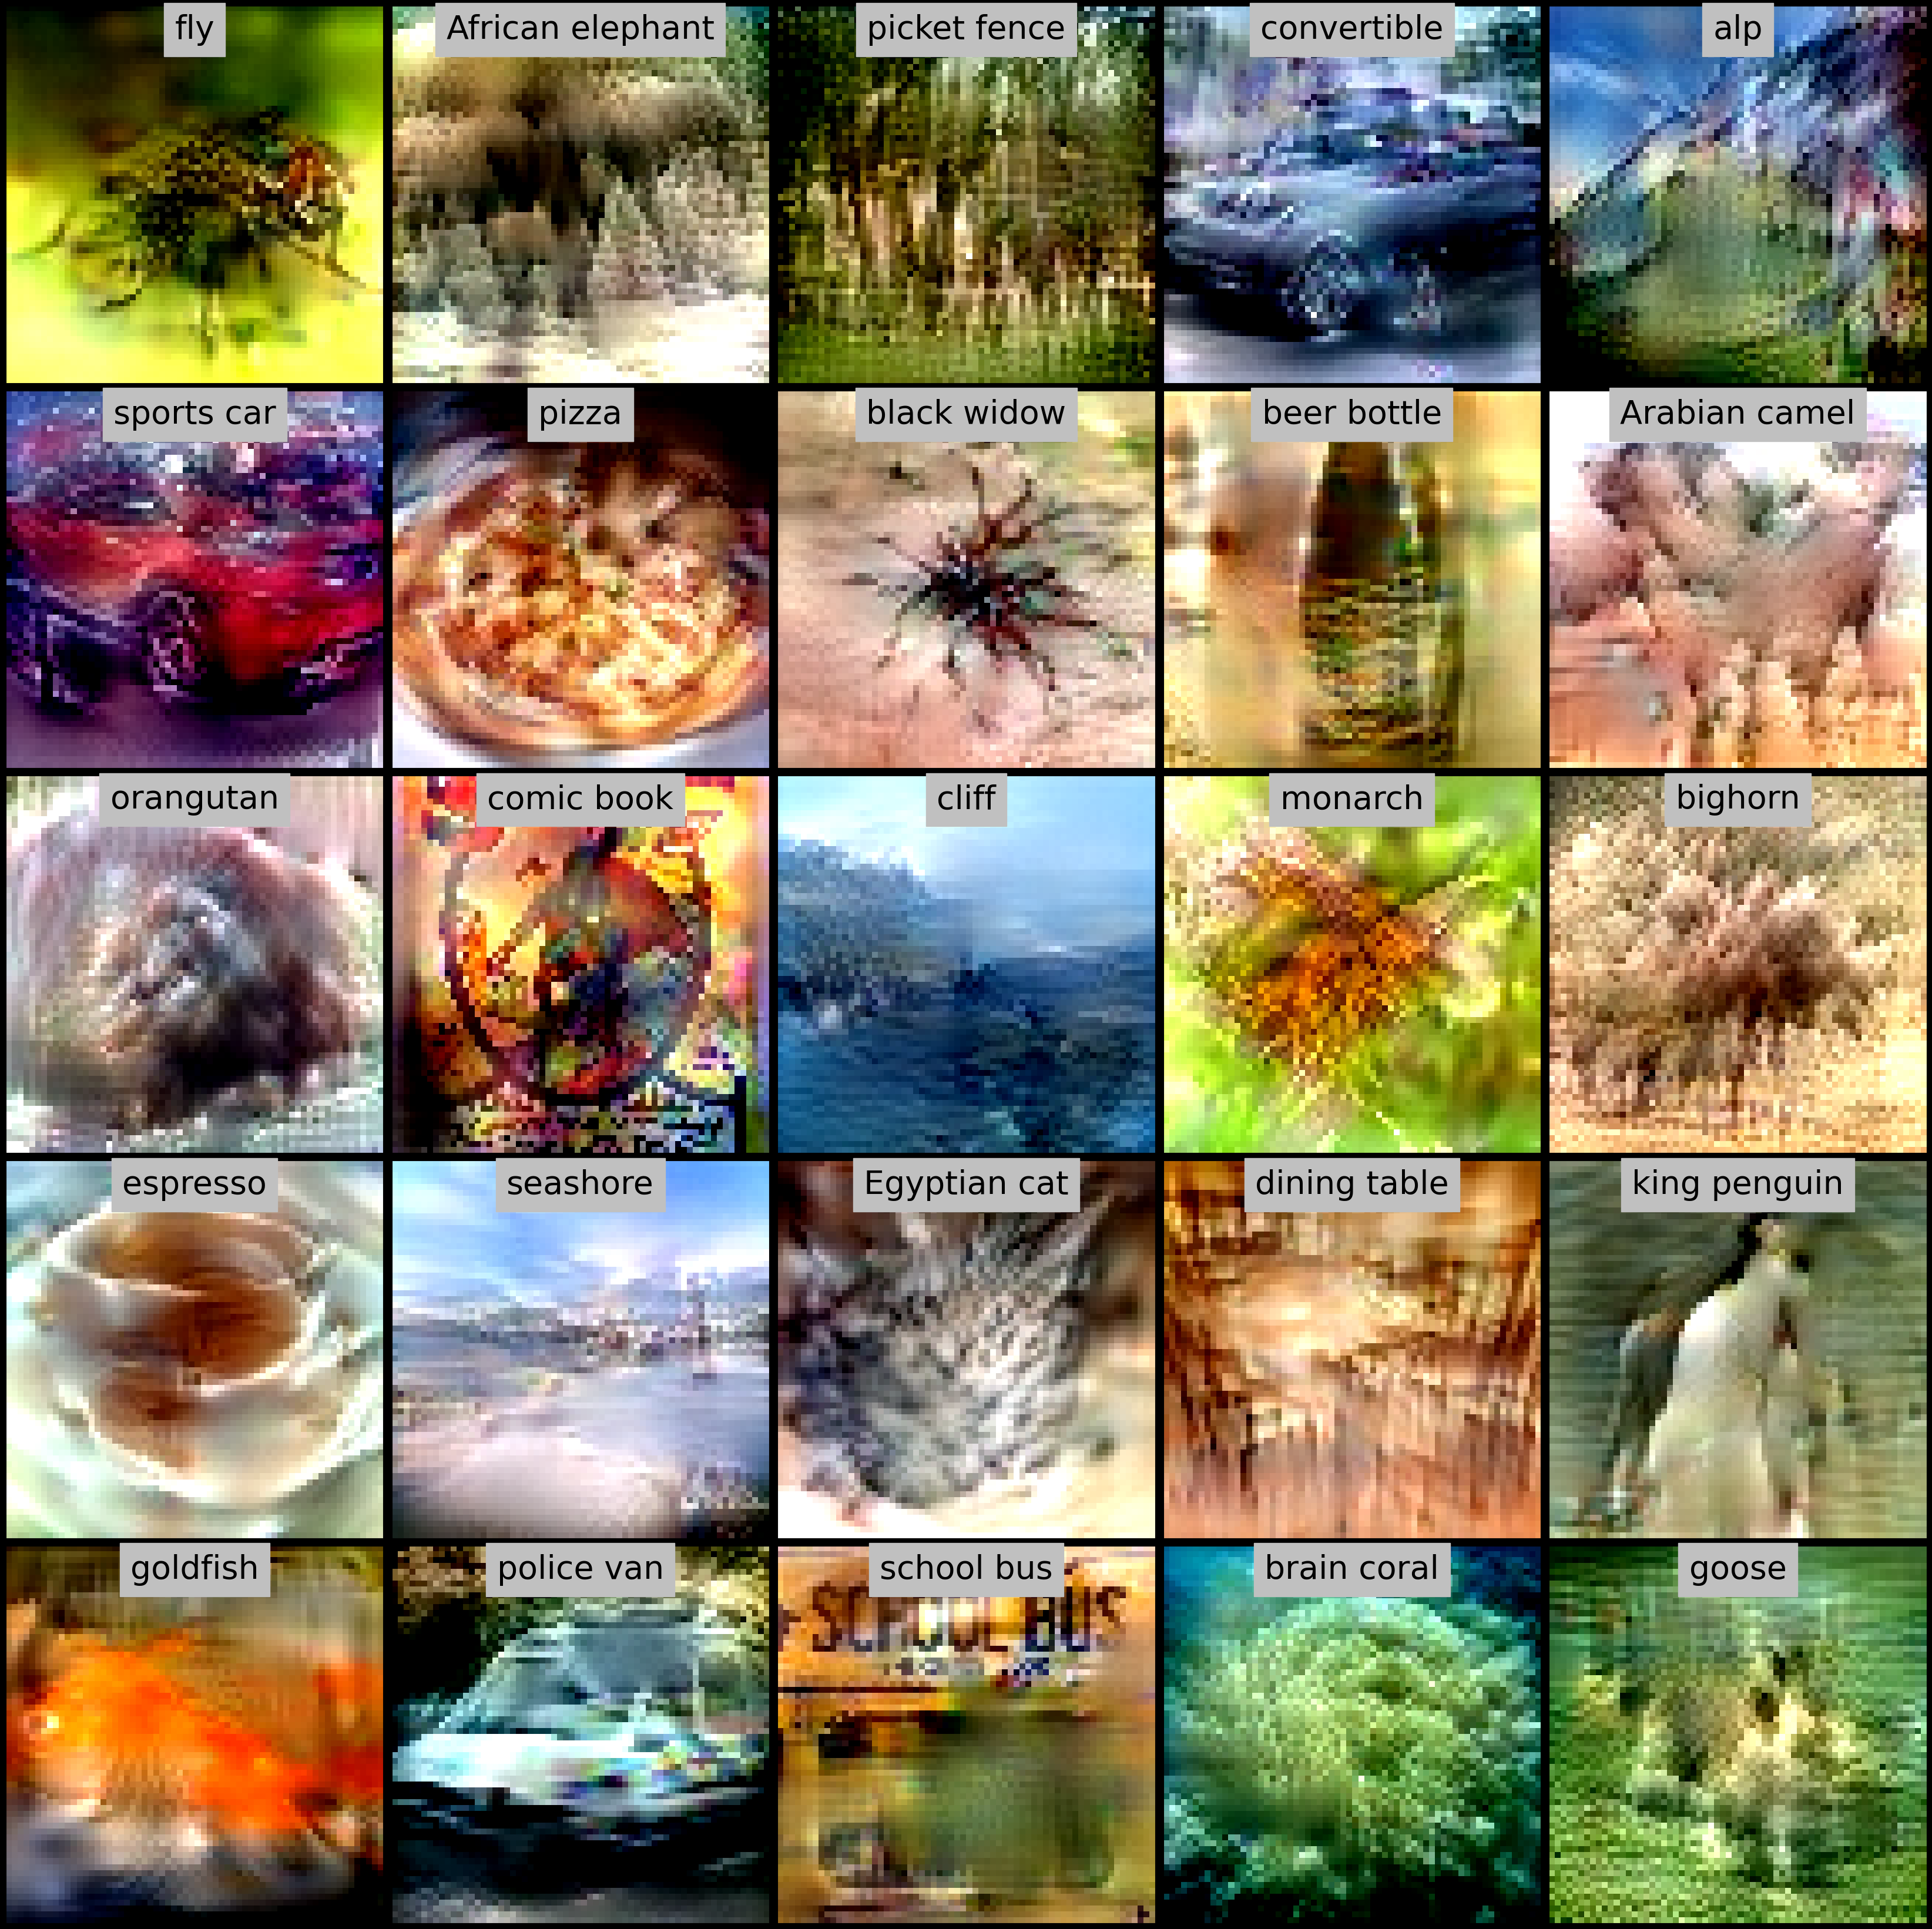 fly
African elephant
picket fence
convertible
alp
sports car
pizza
black widow
beer bottle
Arabian camel
orangutan
comic book
cliff
monarch
bighorn
espresso
seashore
Egyptian cat
dining table
king penguin
goldfish
police van
school bus
SCHOOL BUS
brain coral
goose